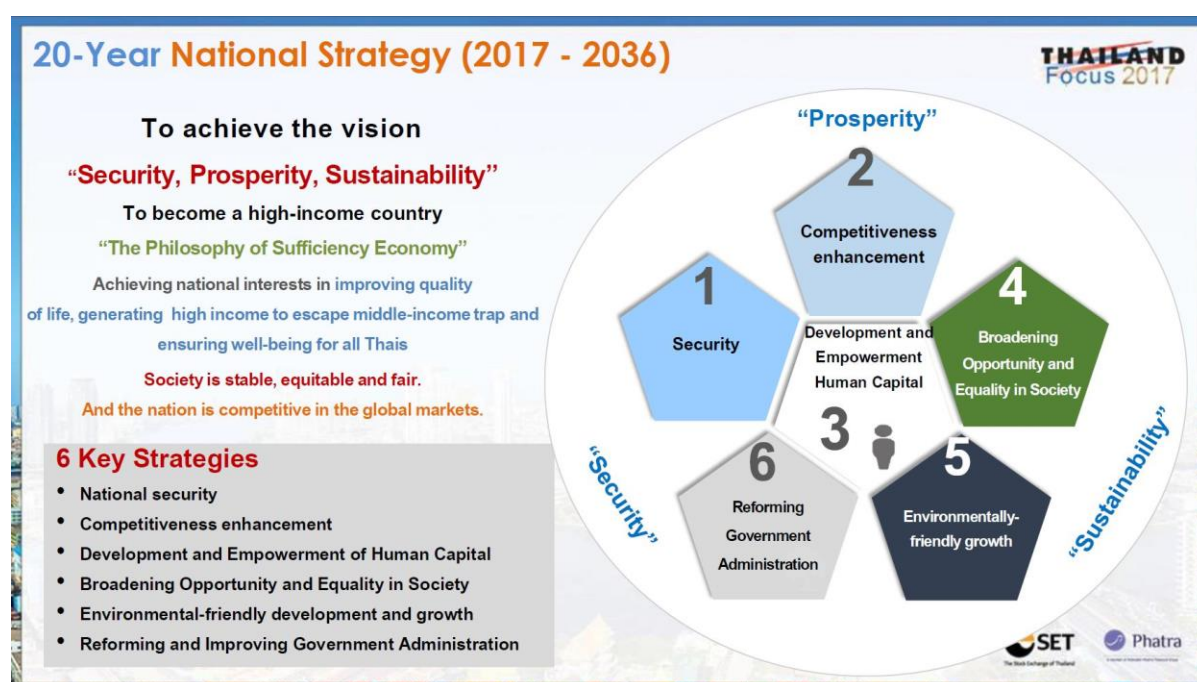 20-Year National Strategy (2017 - 2036)
THAILAND
Focus 2017
To achieve the vision
“Security, Prosperity, Sustainability”
To become a high-income country
“The Philosophy of Sufficiency Economy”
Achieving national interests in improving quality
of life, generating high income to escape middle-income trap and
ensuring well-being for all Thais
Society is stable, equitable and fair.
And the nation is competitive in the global markets.
6 Key Strategies
• National security
• Competitiveness enhancement
• Development and Empowerment of Human Capital
• Broadening Opportunity and Equality in Society
• Environmental-friendly development and growth
• Reforming and Improving Government Administration
“Prosperity”
2
Competitiveness
enhancement
1
Security
4
Broadening
Opportunity and
Equality in Society
Development and
Empowerment
Human Capital
3
6
Reforming
Government
Administration
5
Environmentally-
friendly growth
“Security”
“Sustainability”
SET
The Stock Exchange of Thailand
Phatra